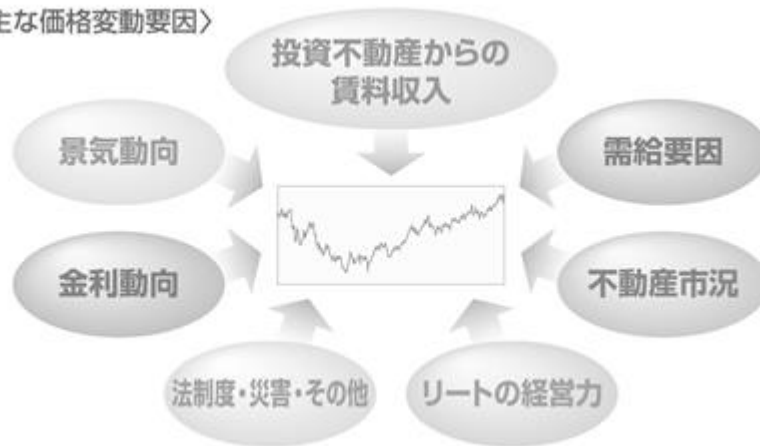 主な価格変動要因〉
投資不動産からの
賃料収入
景気動向
需給要因
金利動向
不動産市況
法制度・災害・その他
リートの経営力